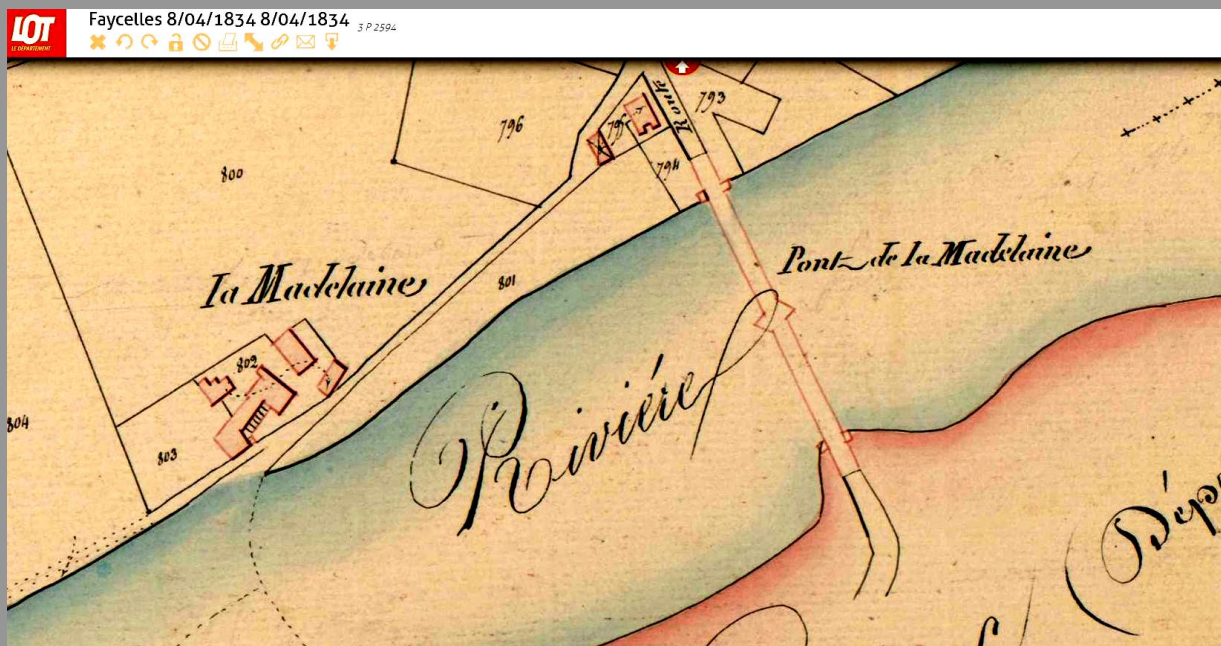 LOT
LE DÉPARTEMENT
Faycelles 8/04/1834 8/04/1834
3 P 2594
Route
793
796
795
794
800
801
la Madelaine
Pont de la Madelaine
Rivière
802
803
804
Dépa